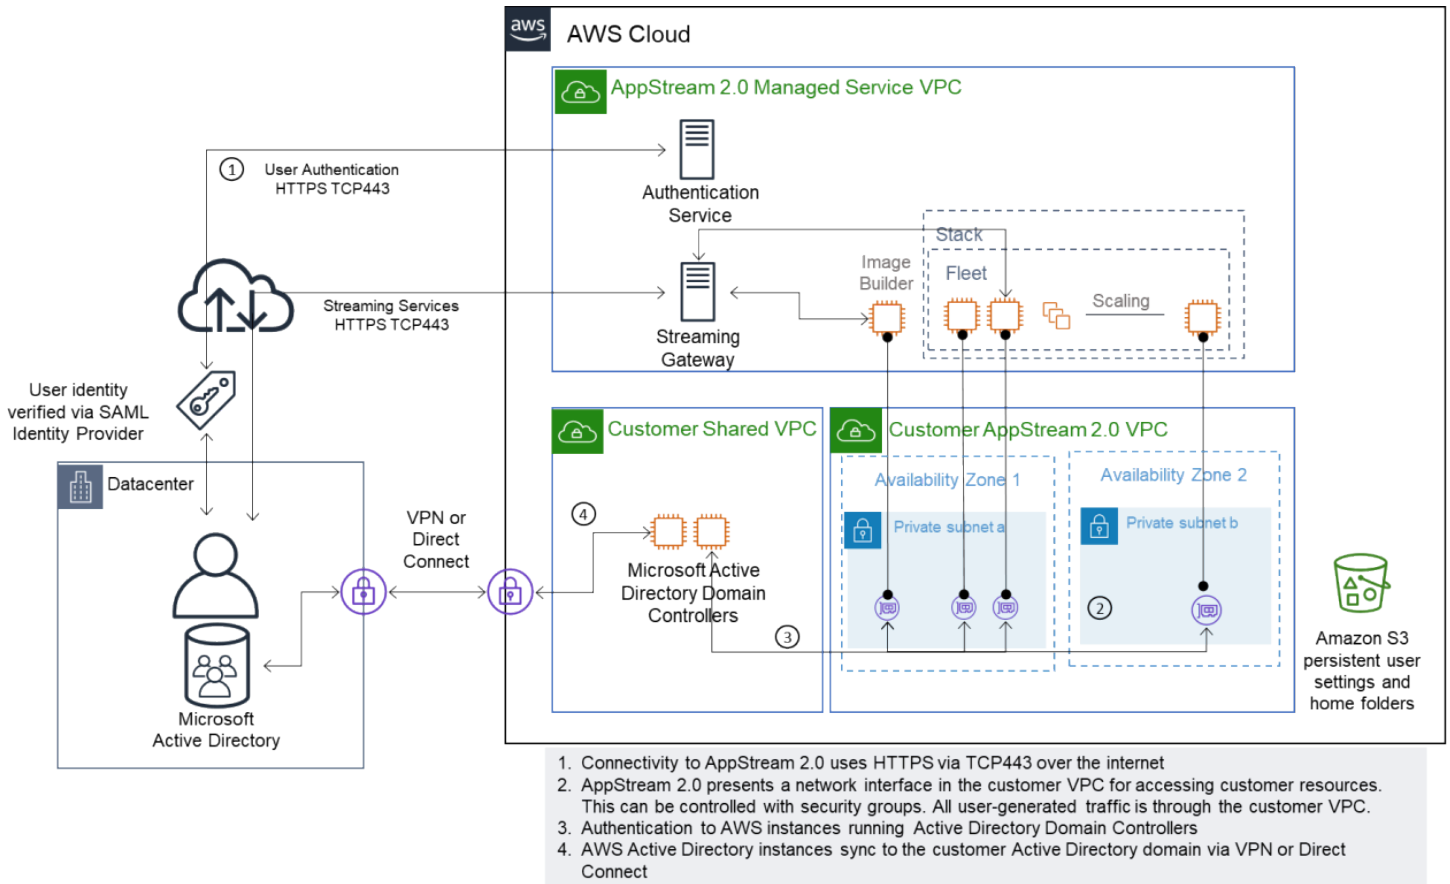 aws
AWS Cloud
AppStream 2.0 Managed Service VPC
1
User Authentication
HTTPS TCP443
Authentication
Service
Stack
Image
Builder
Fleet
Scaling
Streaming Services
HTTPS TCP443
Streaming
Gateway
User identity
verified via SAML
Identity Provider
Customer Shared VPC
Customer AppStream 2.0 VPC
Datacenter
Availability Zone 1
Availability Zone 2
4
VPN or
Direct
Connect
Private subnet a
Private subnet b
Microsoft Active
Directory Domain
Controllers
2
3
Microsoft
Active Directory
Amazon S3
persistent user
settings and
home folders
1. Connectivity to AppStream 2.0 uses HTTPS via TCP443 over the internet
2. AppStream 2.0 presents a network interface in the customer VPC for accessing customer resources.
This can be controlled with security groups. All user-generated traffic is through the customer VPC.
3. Authentication to AWS instances running Active Directory Domain Controllers
4. AWS Active Directory instances sync to the customer Active Directory domain via VPN or Direct
Connect